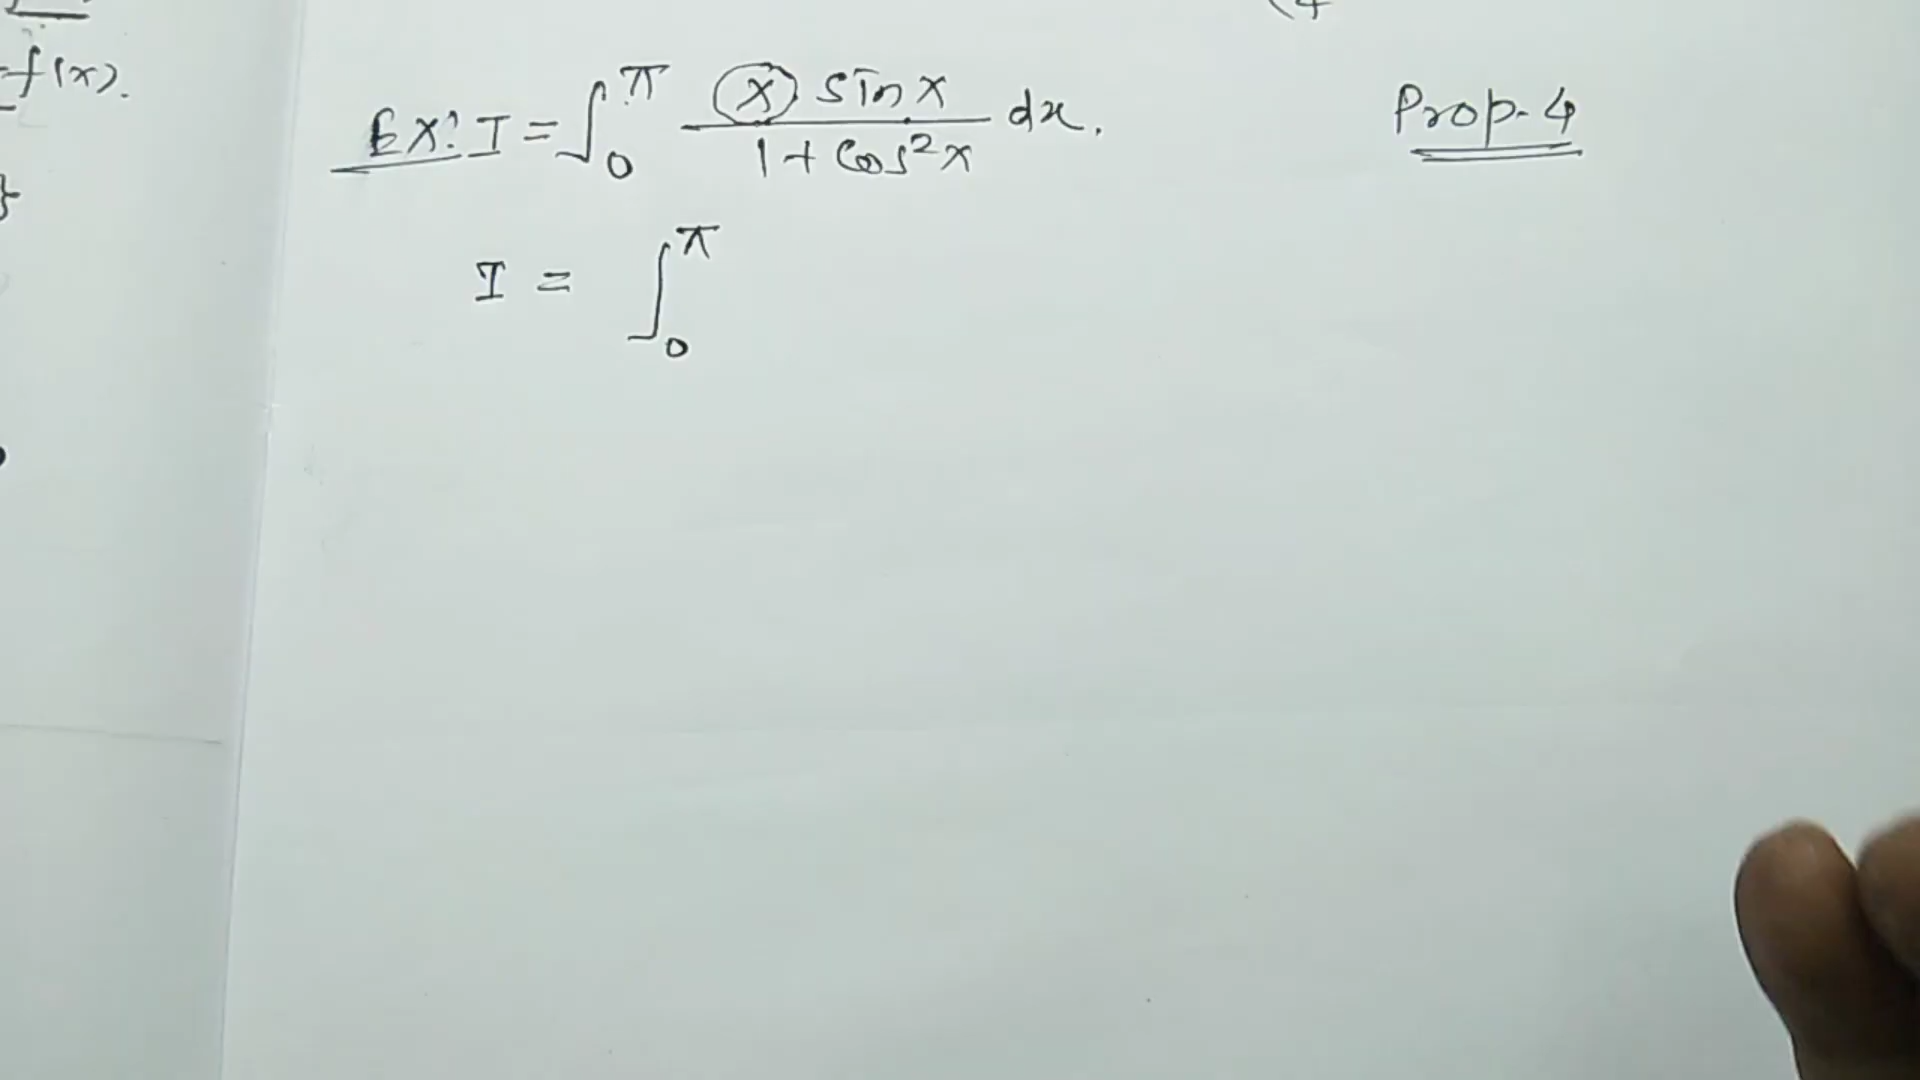 f(x).
Ex: I = ∫₀^π (x) sin x / (1 + cos²x) dx.
Prop-4
I = ∫₀^π